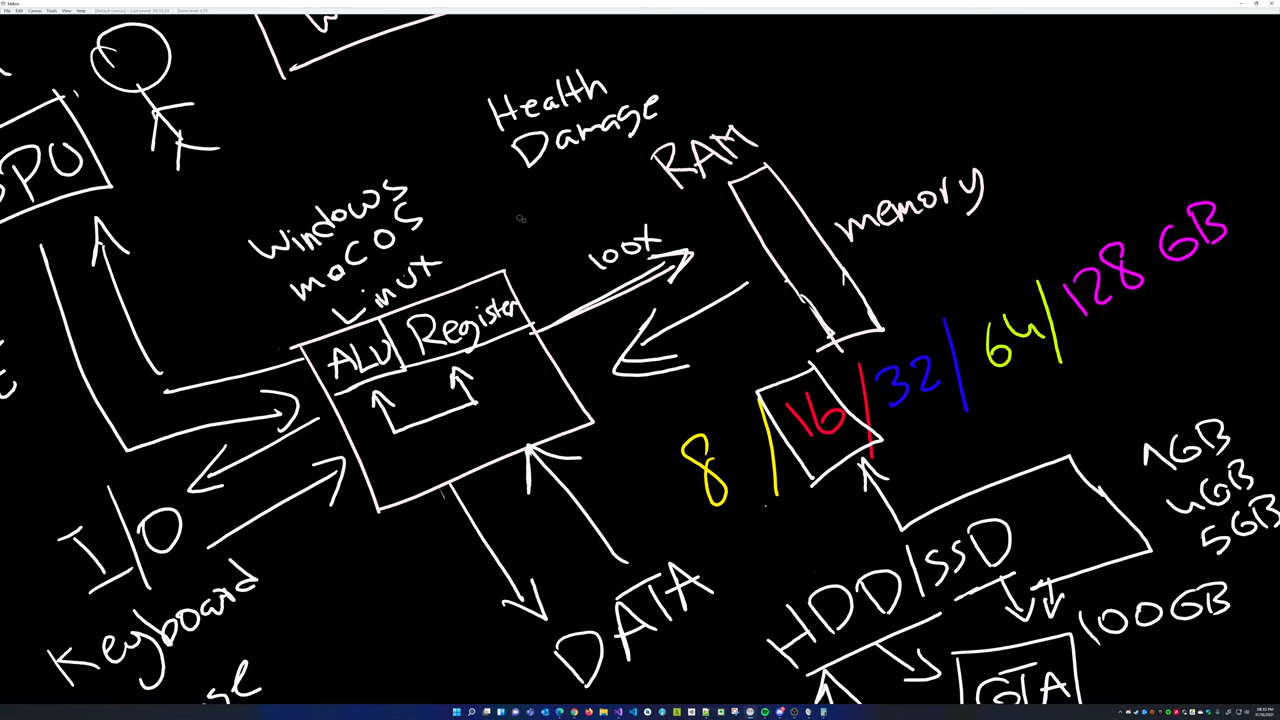 Health
Damage
RAM
memory
Windows
macOS
Linux
100x
ALU
Register
8/16/32/64/128 GB
I/O
Keyboard
DATA
HDD/SSD
1GB
4GB
5GB
100GB
GTA